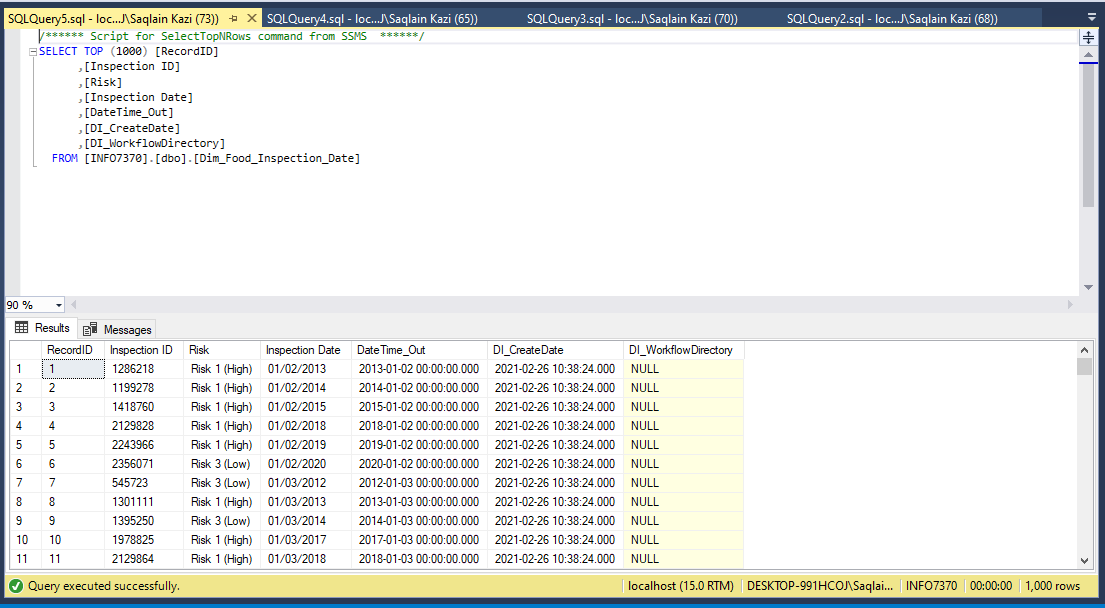 SQLQuery5.sql - loc...J\Saqlain Kazi (73)) SQLQuery4.sql - loc...J\Saqlain Kazi (65)) SQLQuery3.sql - loc...J\Saqlain Kazi (70)) SQLQuery2.sql - loc...J\Saqlain Kazi (68))
/****** Script for SelectTopNRows command from SSMS  ******/
SELECT TOP (1000) [RecordID]
,[Inspection ID]
,[Risk]
,[Inspection Date]
,[DateTime_Out]
,[DI_CreateDate]
,[DI_WorkflowDirectory]
FROM [INFO7370].[dbo].[Dim_Food_Inspection_Date]
90 %
Results Messages
RecordID Inspection ID Risk Inspection Date DateTime_Out DI_CreateDate DI_WorkflowDirectory
1 1 1286218 Risk 1 (High) 01/02/2013 2013-01-02 00:00:00.000 2021-02-26 10:38:24.000 NULL
2 2 1199278 Risk 1 (High) 01/02/2014 2014-01-02 00:00:00.000 2021-02-26 10:38:24.000 NULL
3 3 1418760 Risk 1 (High) 01/02/2015 2015-01-02 00:00:00.000 2021-02-26 10:38:24.000 NULL
4 4 2129828 Risk 1 (High) 01/02/2018 2018-01-02 00:00:00.000 2021-02-26 10:38:24.000 NULL
5 5 2243966 Risk 1 (High) 01/02/2019 2019-01-02 00:00:00.000 2021-02-26 10:38:24.000 NULL
6 6 2356071 Risk 3 (Low) 01/02/2020 2020-01-02 00:00:00.000 2021-02-26 10:38:24.000 NULL
7 7 545723 Risk 3 (Low) 01/03/2012 2012-01-03 00:00:00.000 2021-02-26 10:38:24.000 NULL
8 8 1301111 Risk 1 (High) 01/03/2013 2013-01-03 00:00:00.000 2021-02-26 10:38:24.000 NULL
9 9 1395250 Risk 3 (Low) 01/03/2014 2014-01-03 00:00:00.000 2021-02-26 10:38:24.000 NULL
10 10 1978825 Risk 1 (High) 01/03/2017 2017-01-03 00:00:00.000 2021-02-26 10:38:24.000 NULL
11 11 2129864 Risk 1 (High) 01/03/2018 2018-01-03 00:00:00.000 2021-02-26 10:38:24.000 NULL
Query executed successfully. localhost (15.0 RTM) DESKTOP-991HCOJ\Saqlai... INFO7370 00:00:00 1,000 rows